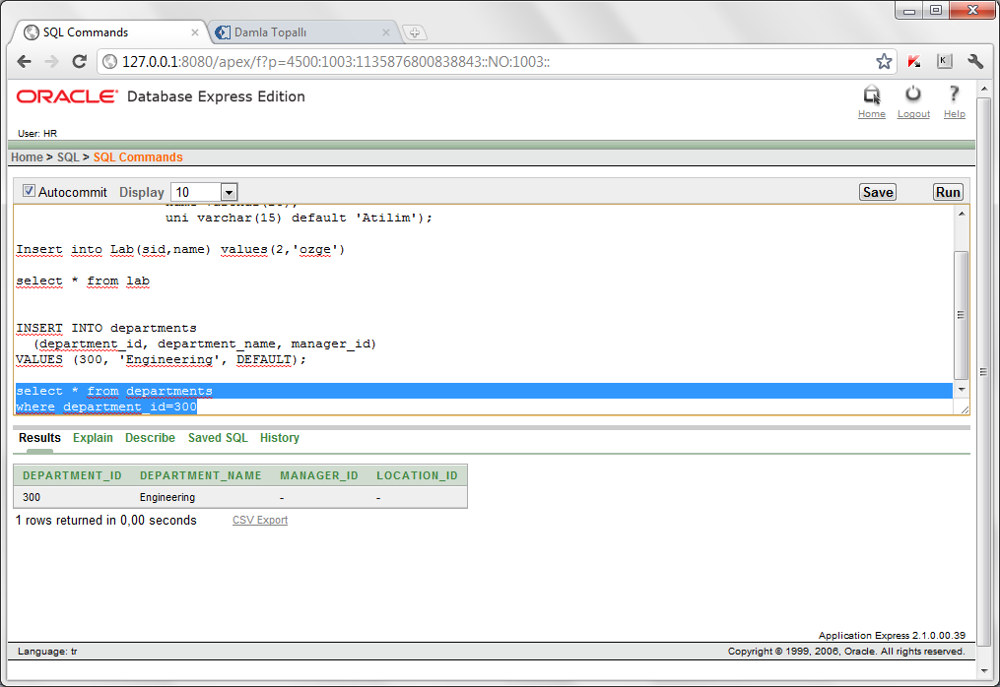 SQL Commands
Damla Topallı
127.0.0.1:8080/apex/f?p=4500:1003:1135876800838843::NO:1003::
K
ORACLE® Database Express Edition
Home Logout Help
User: HR
Home > SQL > SQL Commands
Autocommit Display 10 Save Run
uni varchar(15) default 'Atilim');
Insert into Lab(sid,name) values(2,'ozge')
select * from lab
INSERT INTO departments
(department_id, department_name, manager_id)
VALUES (300, 'Engineering', DEFAULT);
select * from departments
where department_id=300
Results Explain Describe Saved SQL History
DEPARTMENT_ID DEPARTMENT_NAME MANAGER_ID LOCATION_ID
300 Engineering - -
1 rows returned in 0,00 seconds CSV Export
Application Express 2.1.0.00.39
Language: tr Copyright © 1999, 2006, Oracle. All rights reserved.